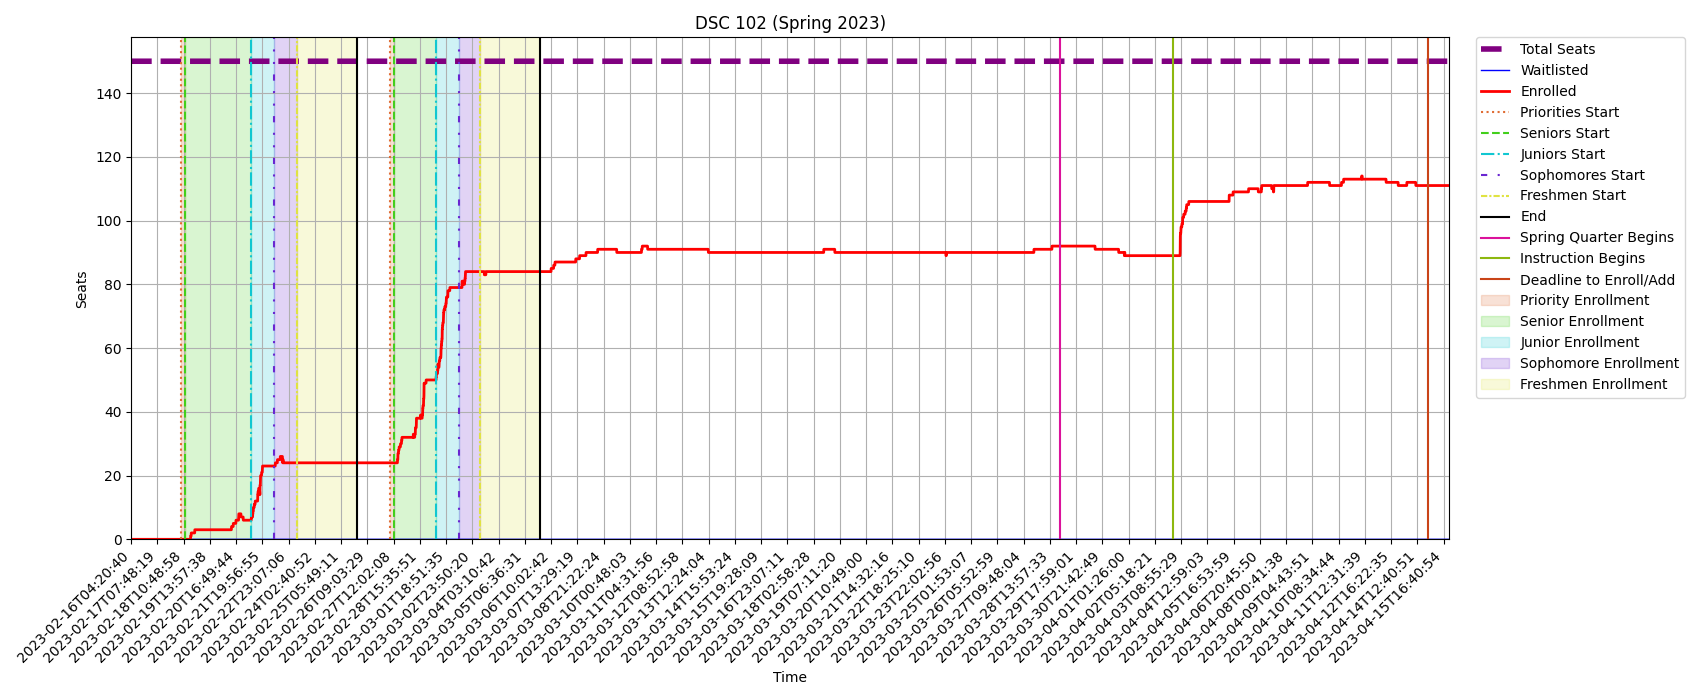 DSC 102 (Spring 2023)
Seats
140
120
100
80
60
40
20
0
2023-02-16T04:20:40
2023-02-17T07:48:19
2023-02-18T10:48:58
2023-02-19T13:57:38
2023-02-20T16:49:44
2023-02-21T19:56:55
2023-02-22T23:07:06
2023-02-24T02:40:52
2023-02-25T05:49:11
2023-02-26T09:03:29
2023-02-27T12:02:08
2023-02-28T15:35:51
2023-03-01T18:51:35
2023-03-02T23:50:20
2023-03-04T03:10:42
2023-03-05T06:36:31
2023-03-06T10:02:42
2023-03-07T13:29:19
2023-03-08T21:22:24
2023-03-10T00:48:03
2023-03-11T04:31:56
2023-03-12T08:52:58
2023-03-13T12:24:04
2023-03-14T15:53:24
2023-03-15T19:28:09
2023-03-16T23:07:11
2023-03-18T02:58:28
2023-03-19T07:11:20
2023-03-20T10:49:00
2023-03-21T14:32:16
2023-03-22T18:25:10
2023-03-23T22:02:56
2023-03-25T01:53:07
2023-03-26T05:52:59
2023-03-27T09:48:04
2023-03-28T13:57:33
2023-03-29T17:59:01
2023-03-30T21:42:49
2023-04-01T01:26:00
2023-04-02T05:18:21
2023-04-03T08:55:29
2023-04-04T12:59:03
2023-04-05T16:53:59
2023-04-06T20:45:50
2023-04-08T00:41:38
2023-04-09T04:43:51
2023-04-10T08:34:44
2023-04-11T12:31:39
2023-04-12T16:22:35
2023-04-14T12:40:51
2023-04-15T16:40:54
Time
Total Seats
Waitlisted
Enrolled
Priorities Start
Seniors Start
Juniors Start
Sophomores Start
Freshmen Start
End
Spring Quarter Begins
Instruction Begins
Deadline to Enroll/Add
Priority Enrollment
Senior Enrollment
Junior Enrollment
Sophomore Enrollment
Freshmen Enrollment